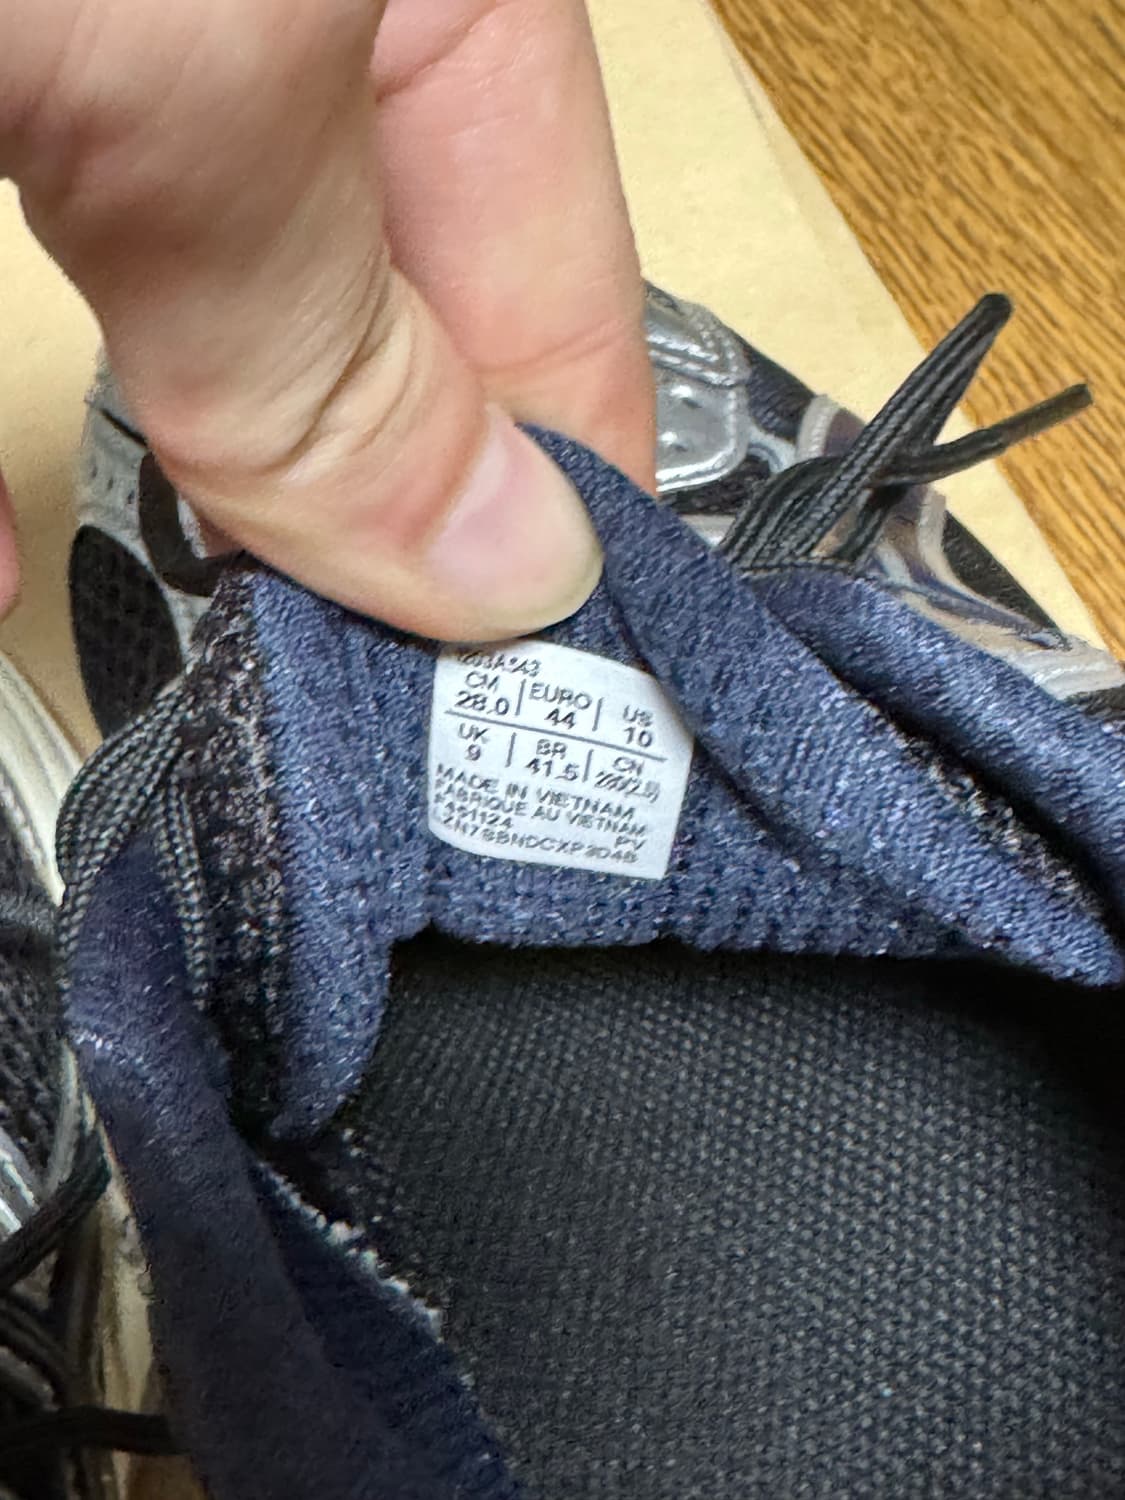 CM | EURO | US
28.0 | 44 | 10
UK | BR | CN
9 | 41.5
MADE IN VIETNAM
FABRIQUE AU VIETNAM
PV